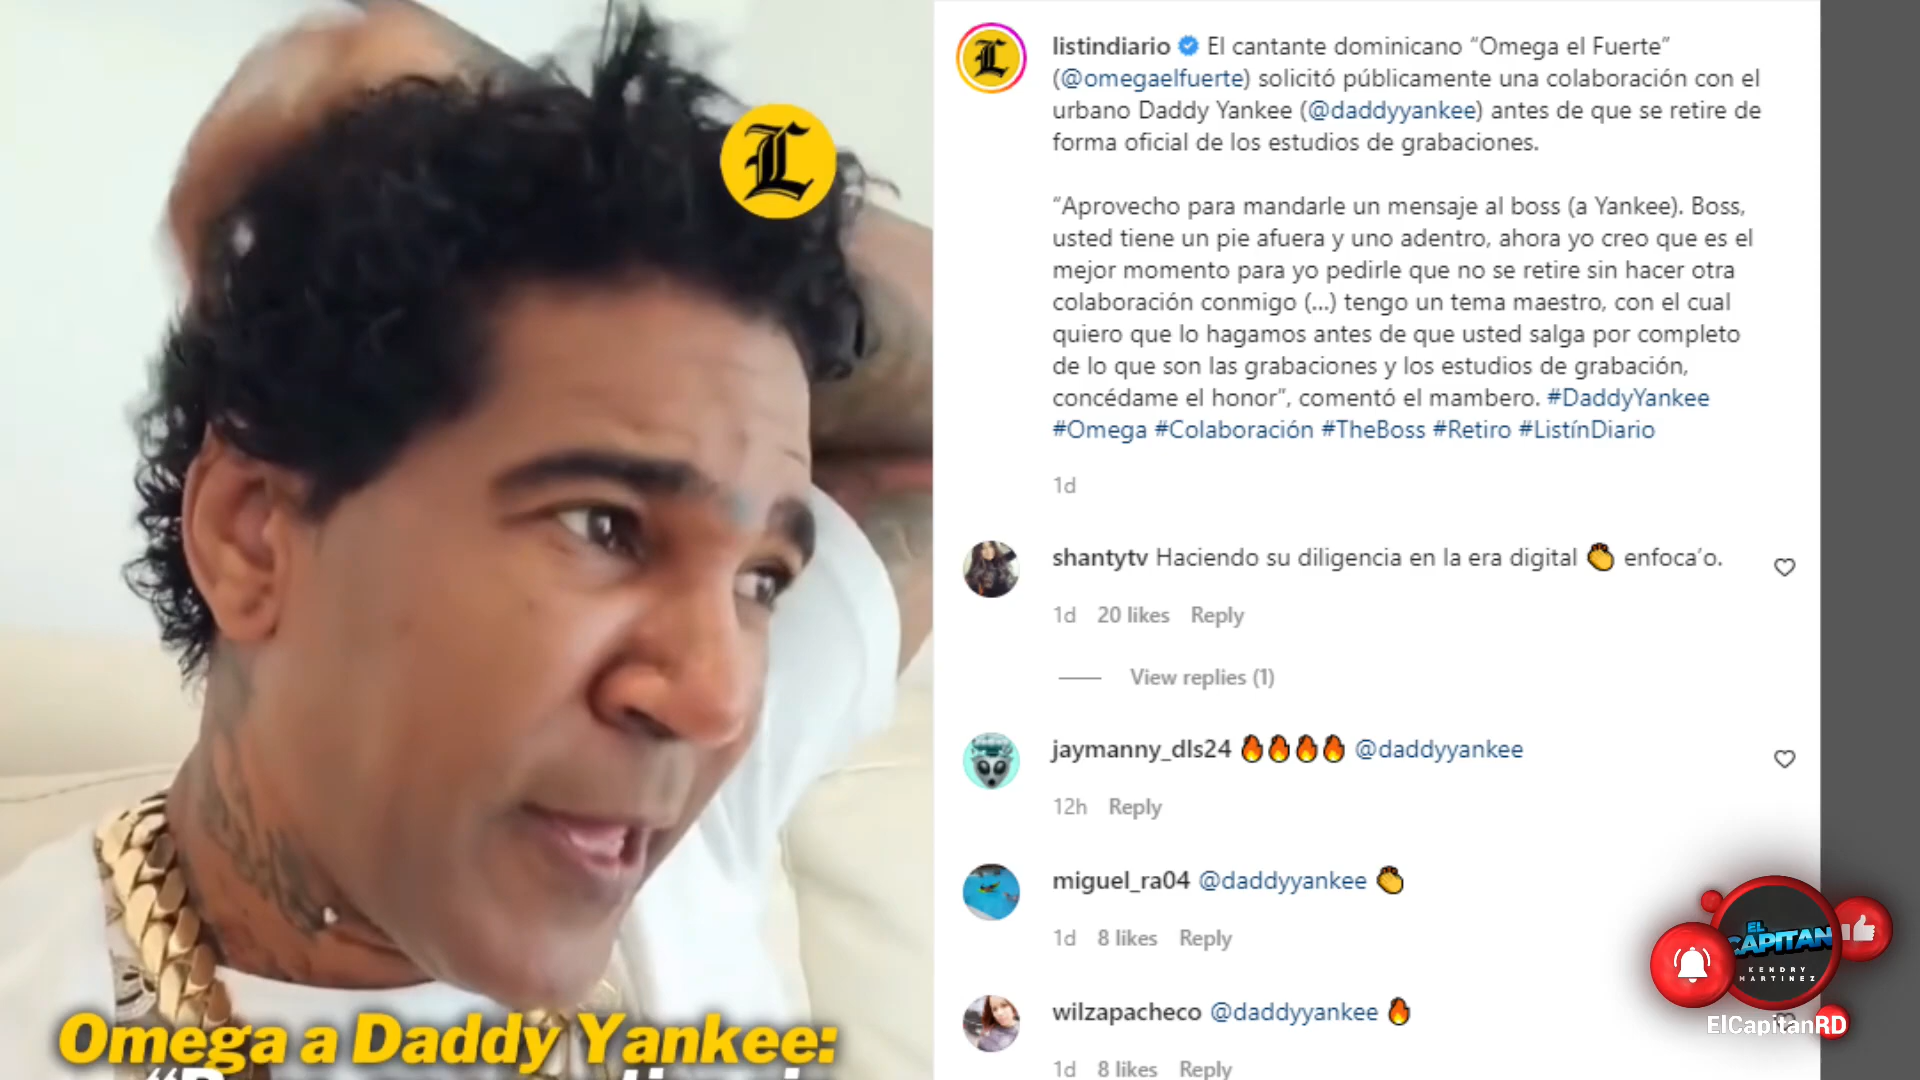 L
Omega a Daddy Yankee:
listindiario El cantante dominicano “Omega el Fuerte”
(@omegaelfuerte) solicitó públicamente una colaboración con el
urbano Daddy Yankee (@daddyyankee) antes de que se retire de
forma oficial de los estudios de grabaciones.
“Aprovecho para mandarle un mensaje al boss (a Yankee). Boss,
usted tiene un pie afuera y uno adentro, ahora yo creo que es el
mejor momento para yo pedirle que no se retire sin hacer otra
colaboración conmigo (...) tengo un tema maestro, con el cual
quiero que lo hagamos antes de que usted salga por completo
de lo que son las grabaciones y los estudios de grabación,
concédame el honor”, comentó el mambero. #DaddyYankee
#Omega #Colaboración #TheBoss #Retiro #ListínDiario
1d
shantytv Haciendo su diligencia en la era digital 👏 enfoca’o.
1d 20 likes Reply
View replies (1)
jaymanny_dls24 🔥🔥🔥🔥 @daddyyankee
12h Reply
miguel_ra04 @daddyyankee 👏
1d 8 likes Reply
wilzapacheco @daddyyankee 🔥
1d 8 likes Reply
EL
CAPITAN
KENDRY
MARTINEZ
ElCapitanRD